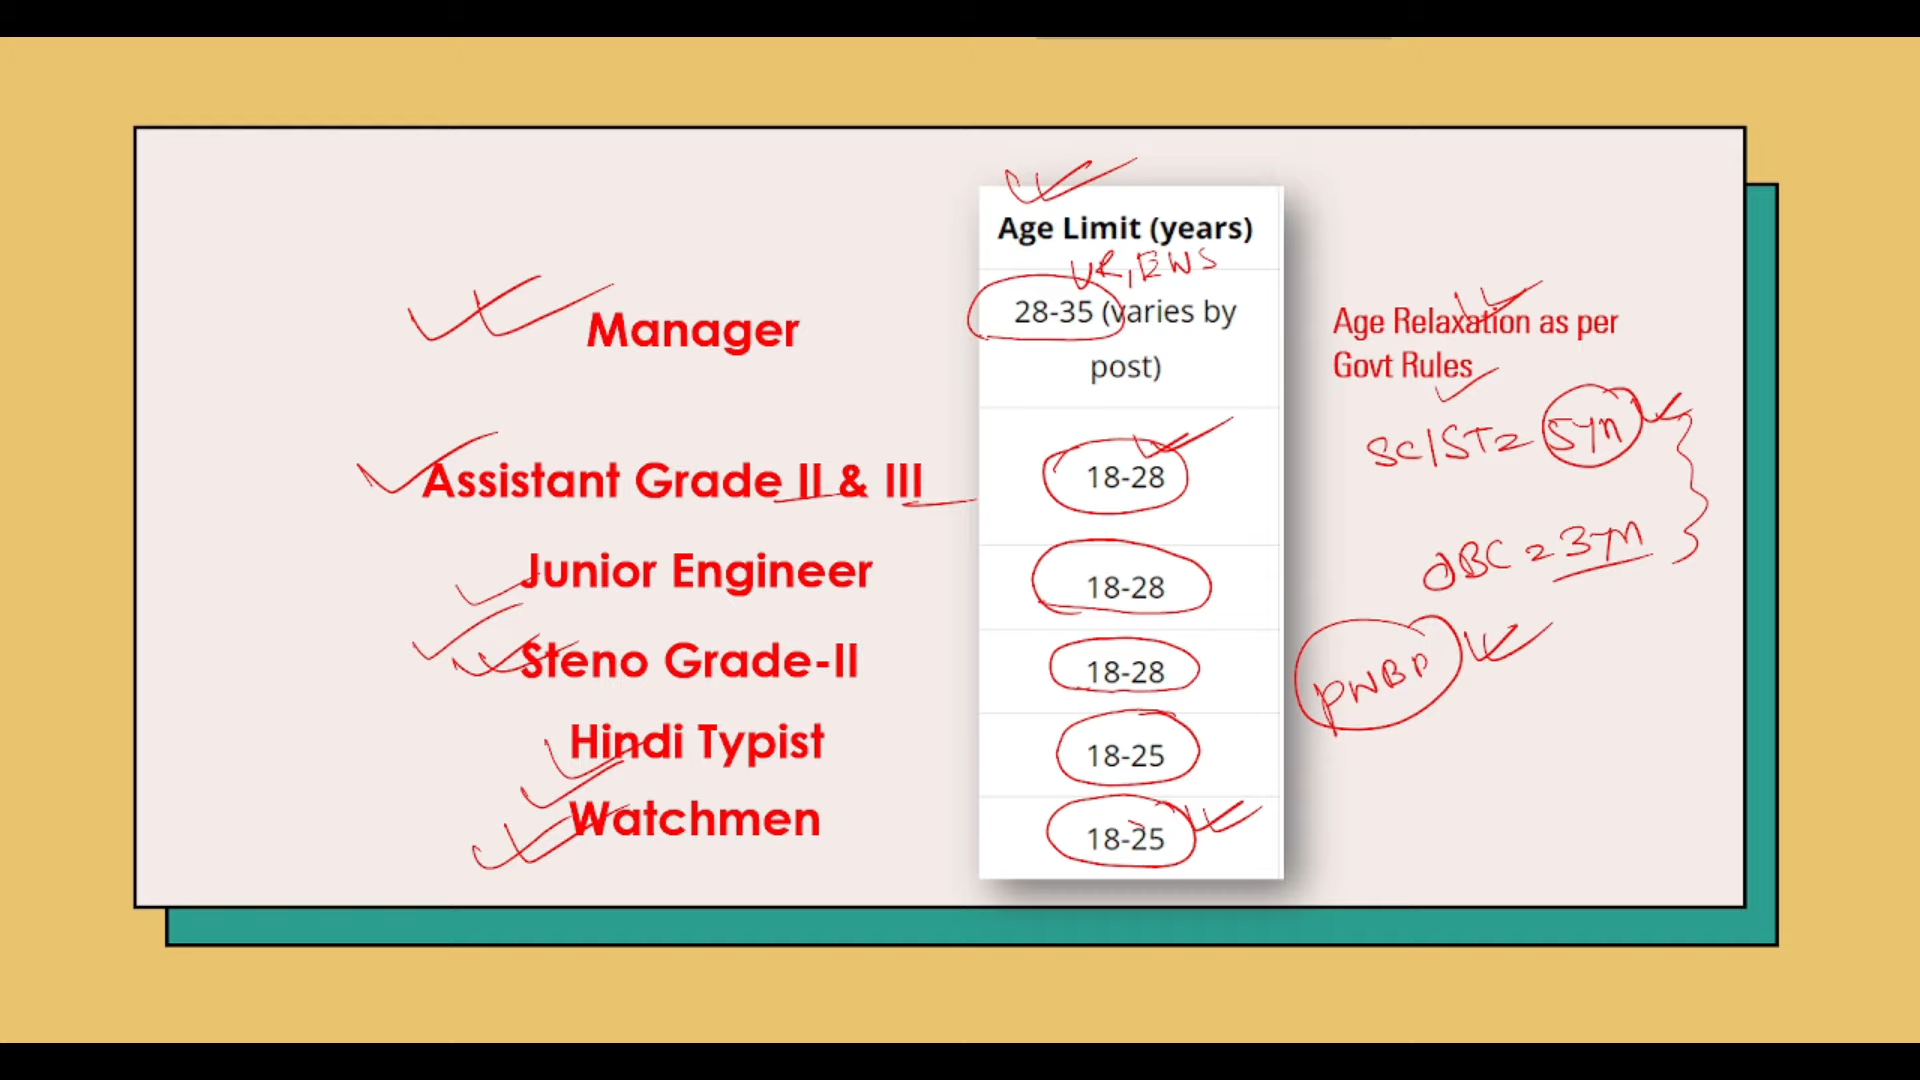 Age Limit (years)
UR, EWS
Manager
28-35 (varies by
post)
Age Relaxation as per
Govt Rules
SC/ST = 5yr
Assistant Grade II & III
18-28
OBC = 3yr
Junior Engineer
18-28
Steno Grade-II
18-28
PWBD
Hindi Typist
18-25
Watchmen
18-25